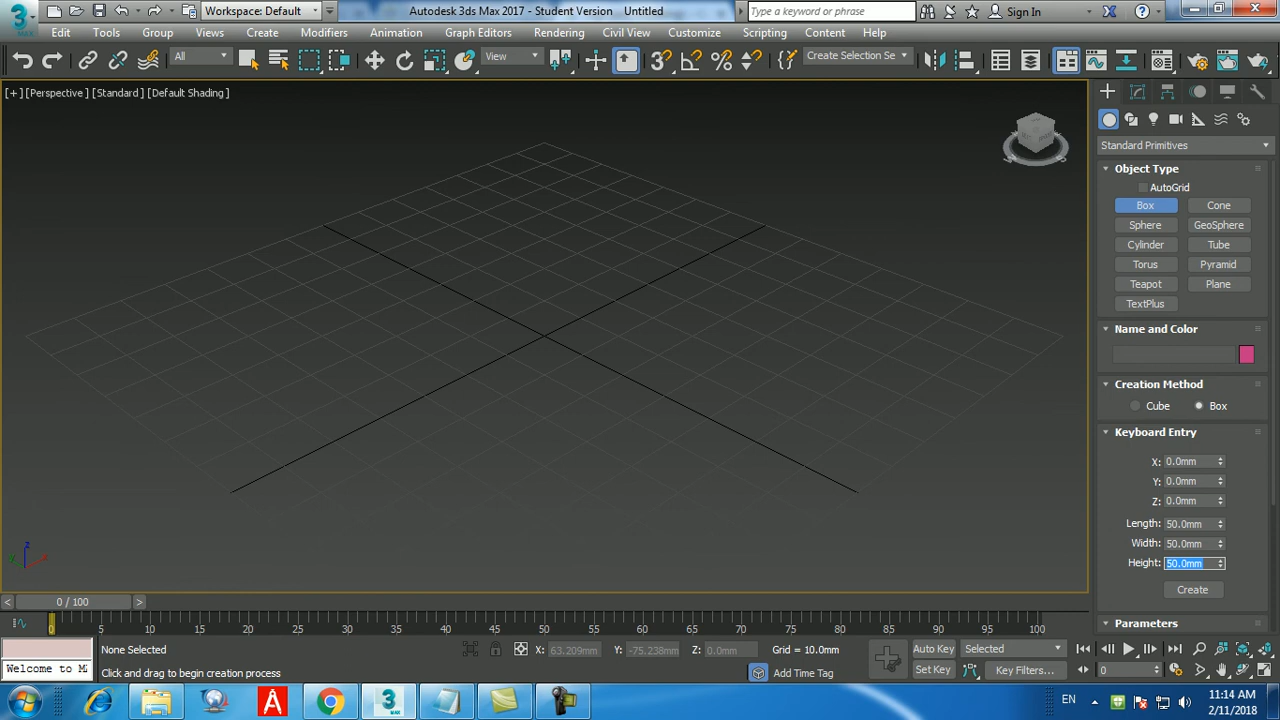 3 MAX Workspace: Default Autodesk 3ds Max 2017 - Student Version Untitled Type a keyword or phrase Sign In
Edit Tools Group Views Create Modifiers Animation Graph Editors Rendering Civil View Customize Scripting Content Help
All View Create Selection Se
[+] [Perspective ] [Standard ] [Default Shading ]
Standard Primitives
Object Type
AutoGrid
Box Cone
Sphere GeoSphere
Cylinder Tube
Torus Pyramid
Teapot Plane
TextPlus
Name and Color
Creation Method
Cube Box
Keyboard Entry
X: 0.0mm
Y: 0.0mm
Z: 0.0mm
Length: 50.0mm
Width: 50.0mm
Height: 50.0mm
Create
Parameters
z
y x
< 0 / 100 >
0 5 10 15 20 25 30 35 40 45 50 55 60 65 70 75 80 85 90 95 100
None Selected X: 63.209mm Y: -75.238mm Z: 0.0mm Grid = 10.0mm Auto Key Selected
Welcome to M Click and drag to begin creation process Add Time Tag Set Key Key Filters... 0
EN 11:14 AM
2/11/2018